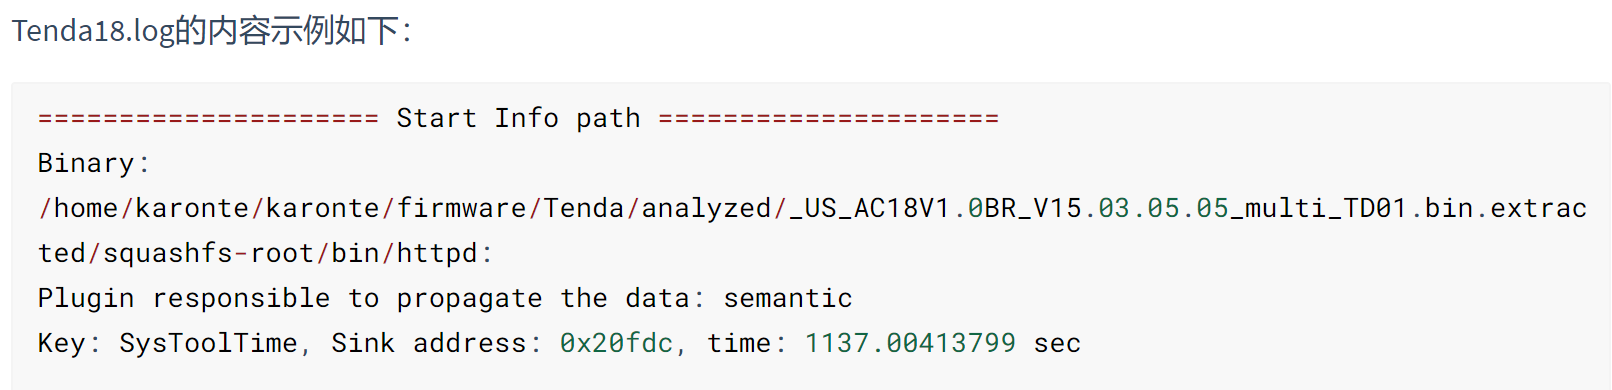 Tenda18.log的内容示例如下：
===================== Start Info path =====================
Binary:
/home/karonte/karonte/firmware/Tenda/analyzed/_US_AC18V1.0BR_V15.03.05.05_multi_TD01.bin.extrac
ted/squashfs-root/bin/httpd:
Plugin responsible to propagate the data: semantic
Key: SysToolTime, Sink address: 0x20fdc, time: 1137.00413799 sec